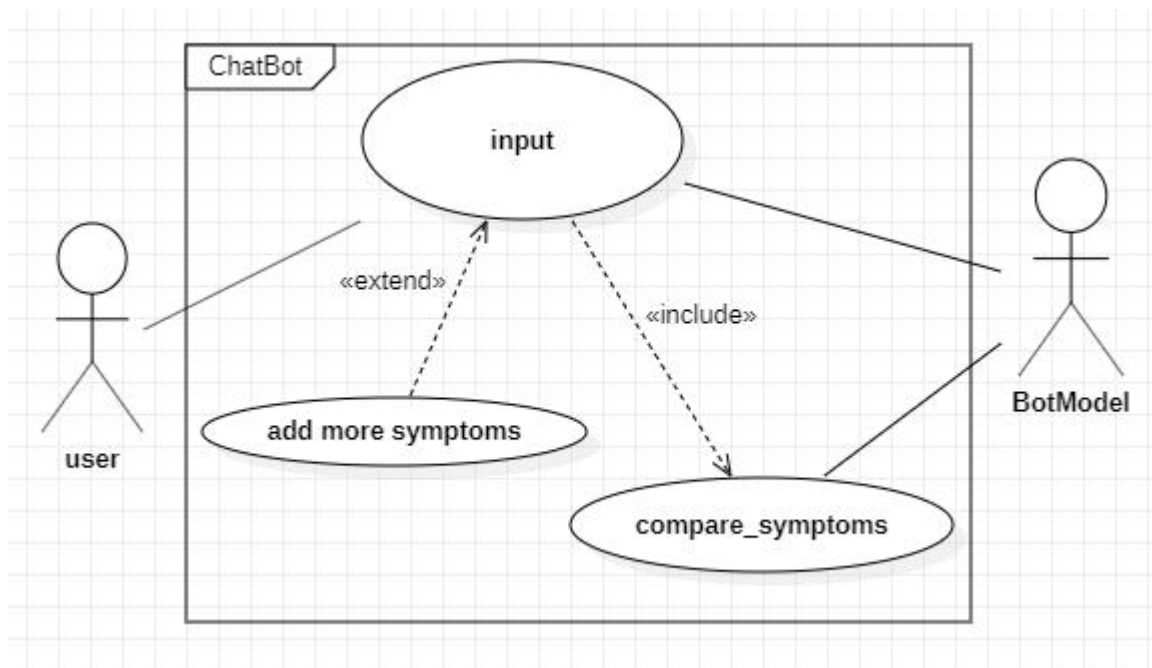 ChatBot
input
«extend»
«include»
add more symptoms
compare_symptoms
user
BotModel